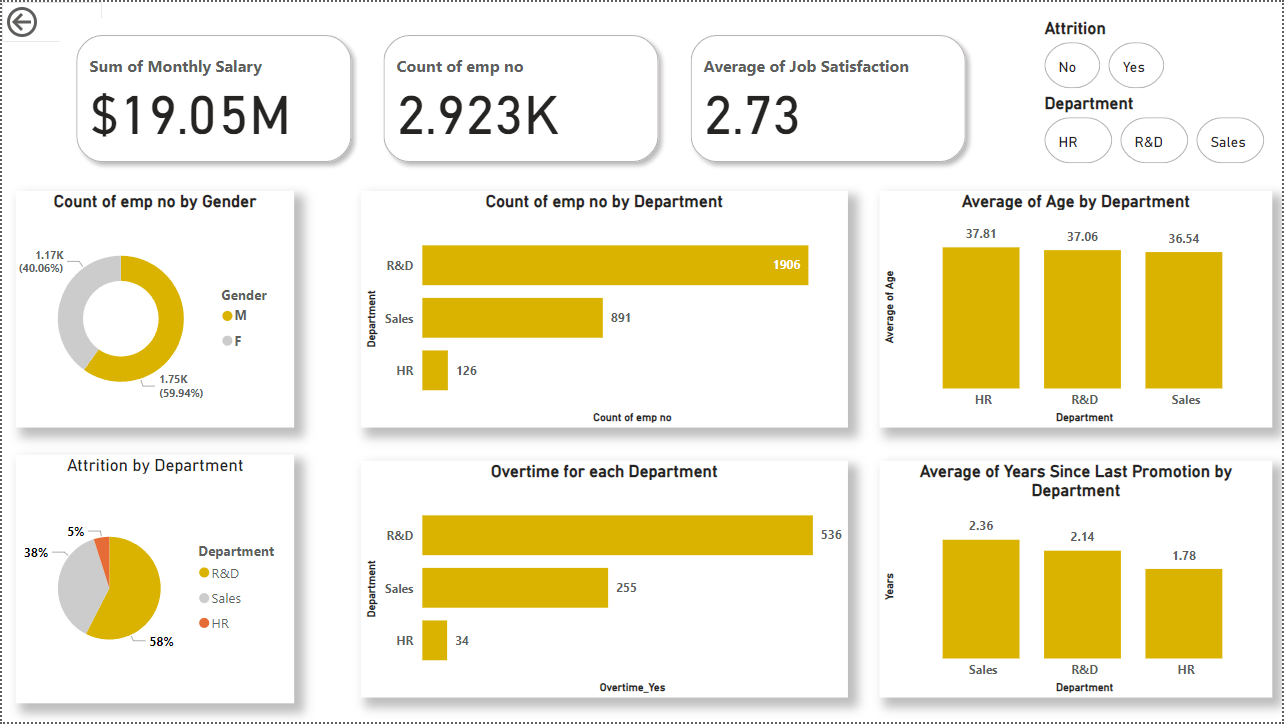 Attrition
No
Yes
Department
HR
R&D
Sales
Sum of Monthly Salary
$19.05M
Count of emp no
2.923K
Average of Job Satisfaction
2.73
Count of emp no by Gender
1.17K
(40.06%)
Gender
M
F
1.75K
(59.94%)
Count of emp no by Department
Department
R&D
1906
Sales
891
HR
126
Count of emp no
Average of Age by Department
Average of Age
37.81
37.06
36.54
HR
R&D
Sales
Department
Attrition by Department
5%
38%
58%
Department
R&D
Sales
HR
Overtime for each Department
Department
R&D
536
Sales
255
HR
34
Overtime_Yes
Average of Years Since Last Promotion by
Department
Years
2.36
2.14
1.78
Sales
R&D
HR
Department